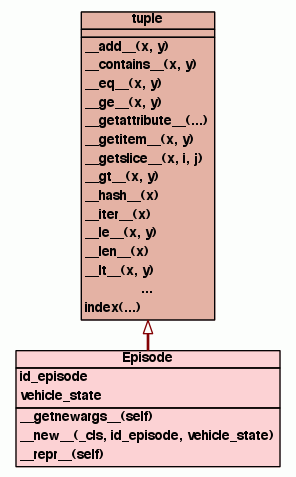 tuple
__add__(x, y)
__contains__(x, y)
__eq__(x, y)
__ge__(x, y)
__getattribute__(...)
__getitem__(x, y)
__getslice__(x, i, j)
__gt__(x, y)
__hash__(x)
__iter__(x)
__le__(x, y)
__len__(x)
__lt__(x, y)
...
index(...)
Episode
id_episode
vehicle_state
__getnewargs__(self)
__new__(_cls, id_episode, vehicle_state)
__repr__(self)